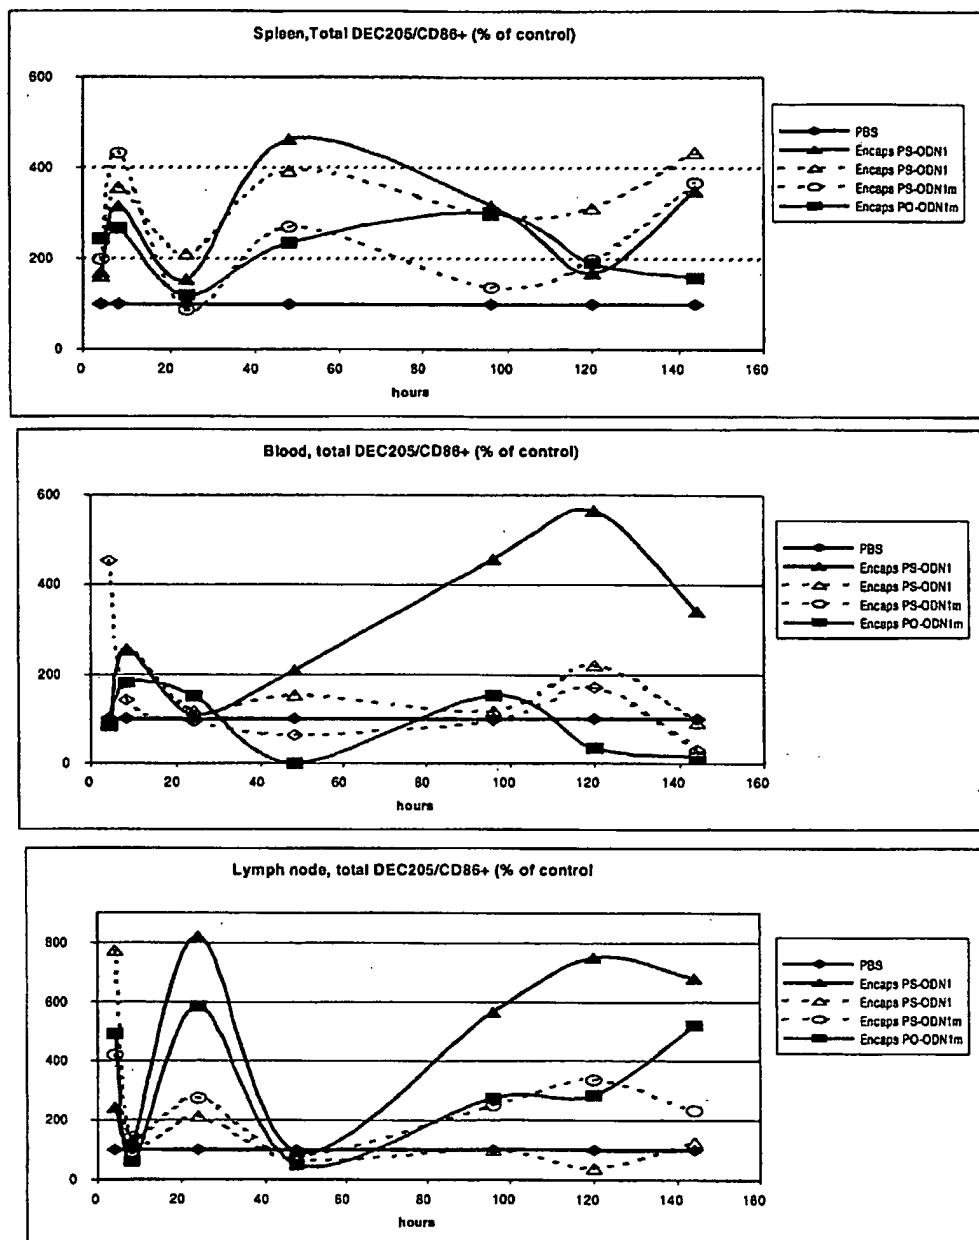 Spleen,Total DEC205/CD86+ (% of control)
600
400
200
0
0 20 40 60 80 100 120 140 160
hours
PBS
Encaps PS-ODN1
Encaps PS-ODN1
Encaps PS-ODN1m
Encaps PO-ODN1m
Blood, total DEC205/CD86+ (% of control)
600
400
200
0
0 20 40 60 80 100 120 140 160
hours
PBS
Encaps PS-ODN1
Encaps PS-ODN1
Encaps PS-ODN1m
Encaps PO-ODN1m
Lymph node, total DEC205/CD86+ (% of control
800
600
400
200
0
0 20 40 60 80 100 120 140 160
hours
PBS
Encaps PS-ODN1
Encaps PS-ODN1
Encaps PS-ODN1m
Encaps PO-ODN1m